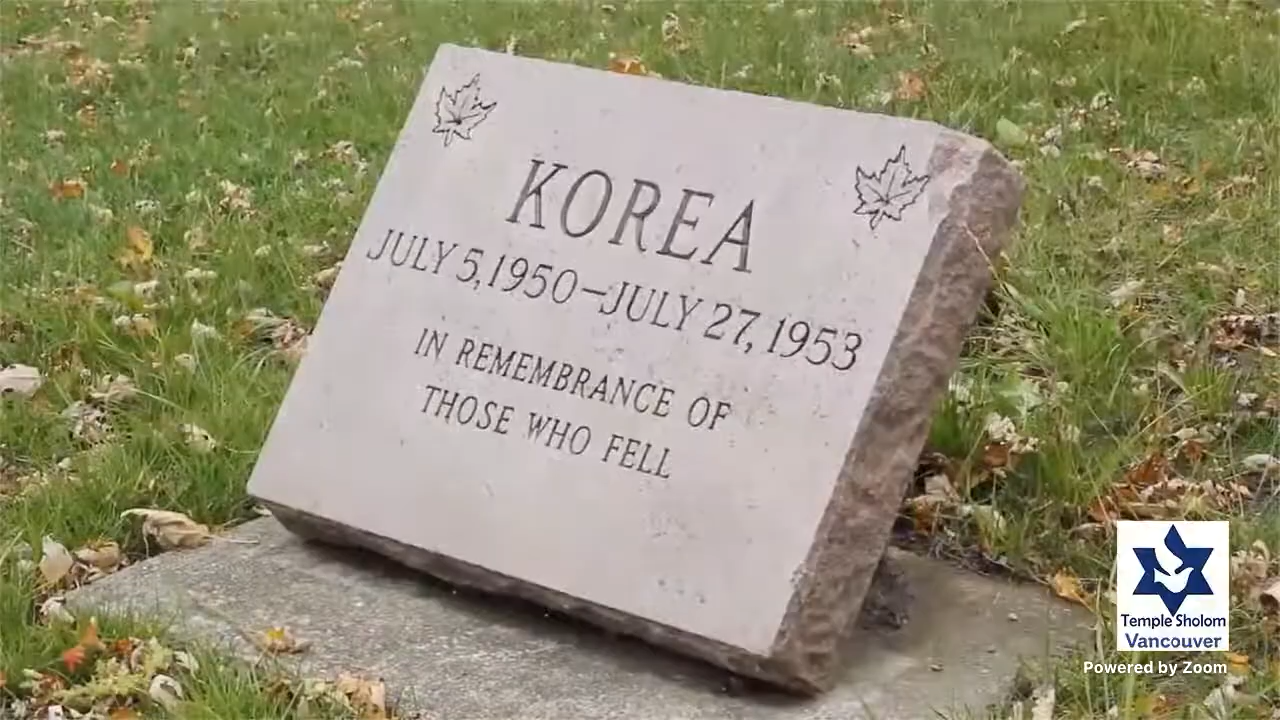 KOREA
JULY 5, 1950–JULY 27, 1953
IN REMEMBRANCE OF
THOSE WHO FELL
Temple Sholom
Vancouver
Powered by Zoom